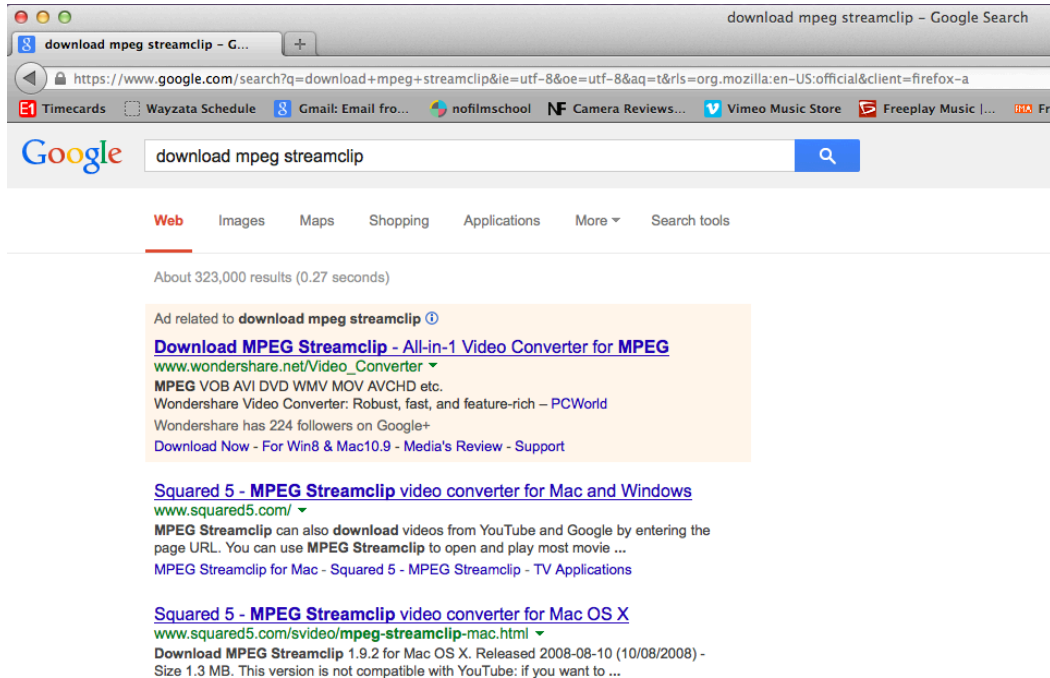 download mpeg streamclip – Google Search
download mpeg streamclip – G...
https://www.google.com/search?q=download+mpeg+streamclip&ie=utf-8&oe=utf-8&aq=t&rls=org.mozilla:en-US:official&client=firefox-a
E1 Timecards Wayzata Schedule 8 Gmail: Email fro... nofilmschool NF Camera Reviews... Vimeo Music Store Freeplay Music |... IMA Fr
Google download mpeg streamclip
Web Images Maps Shopping Applications More Search tools
About 323,000 results (0.27 seconds)
Ad related to download mpeg streamclip
Download MPEG Streamclip - All-in-1 Video Converter for MPEG
www.wondershare.net/Video_Converter
MPEG VOB AVI DVD WMV MOV AVCHD etc.
Wondershare Video Converter: Robust, fast, and feature-rich – PCWorld
Wondershare has 224 followers on Google+
Download Now - For Win8 & Mac10.9 - Media's Review - Support
Squared 5 - MPEG Streamclip video converter for Mac and Windows
www.squared5.com/
MPEG Streamclip can also download videos from YouTube and Google by entering the
page URL. You can use MPEG Streamclip to open and play most movie ...
MPEG Streamclip for Mac - Squared 5 - MPEG Streamclip - TV Applications
Squared 5 - MPEG Streamclip video converter for Mac OS X
www.squared5.com/svideo/mpeg-streamclip-mac.html
Download MPEG Streamclip 1.9.2 for Mac OS X. Released 2008-08-10 (10/08/2008) -
Size 1.3 MB. This version is not compatible with YouTube: if you want to ...